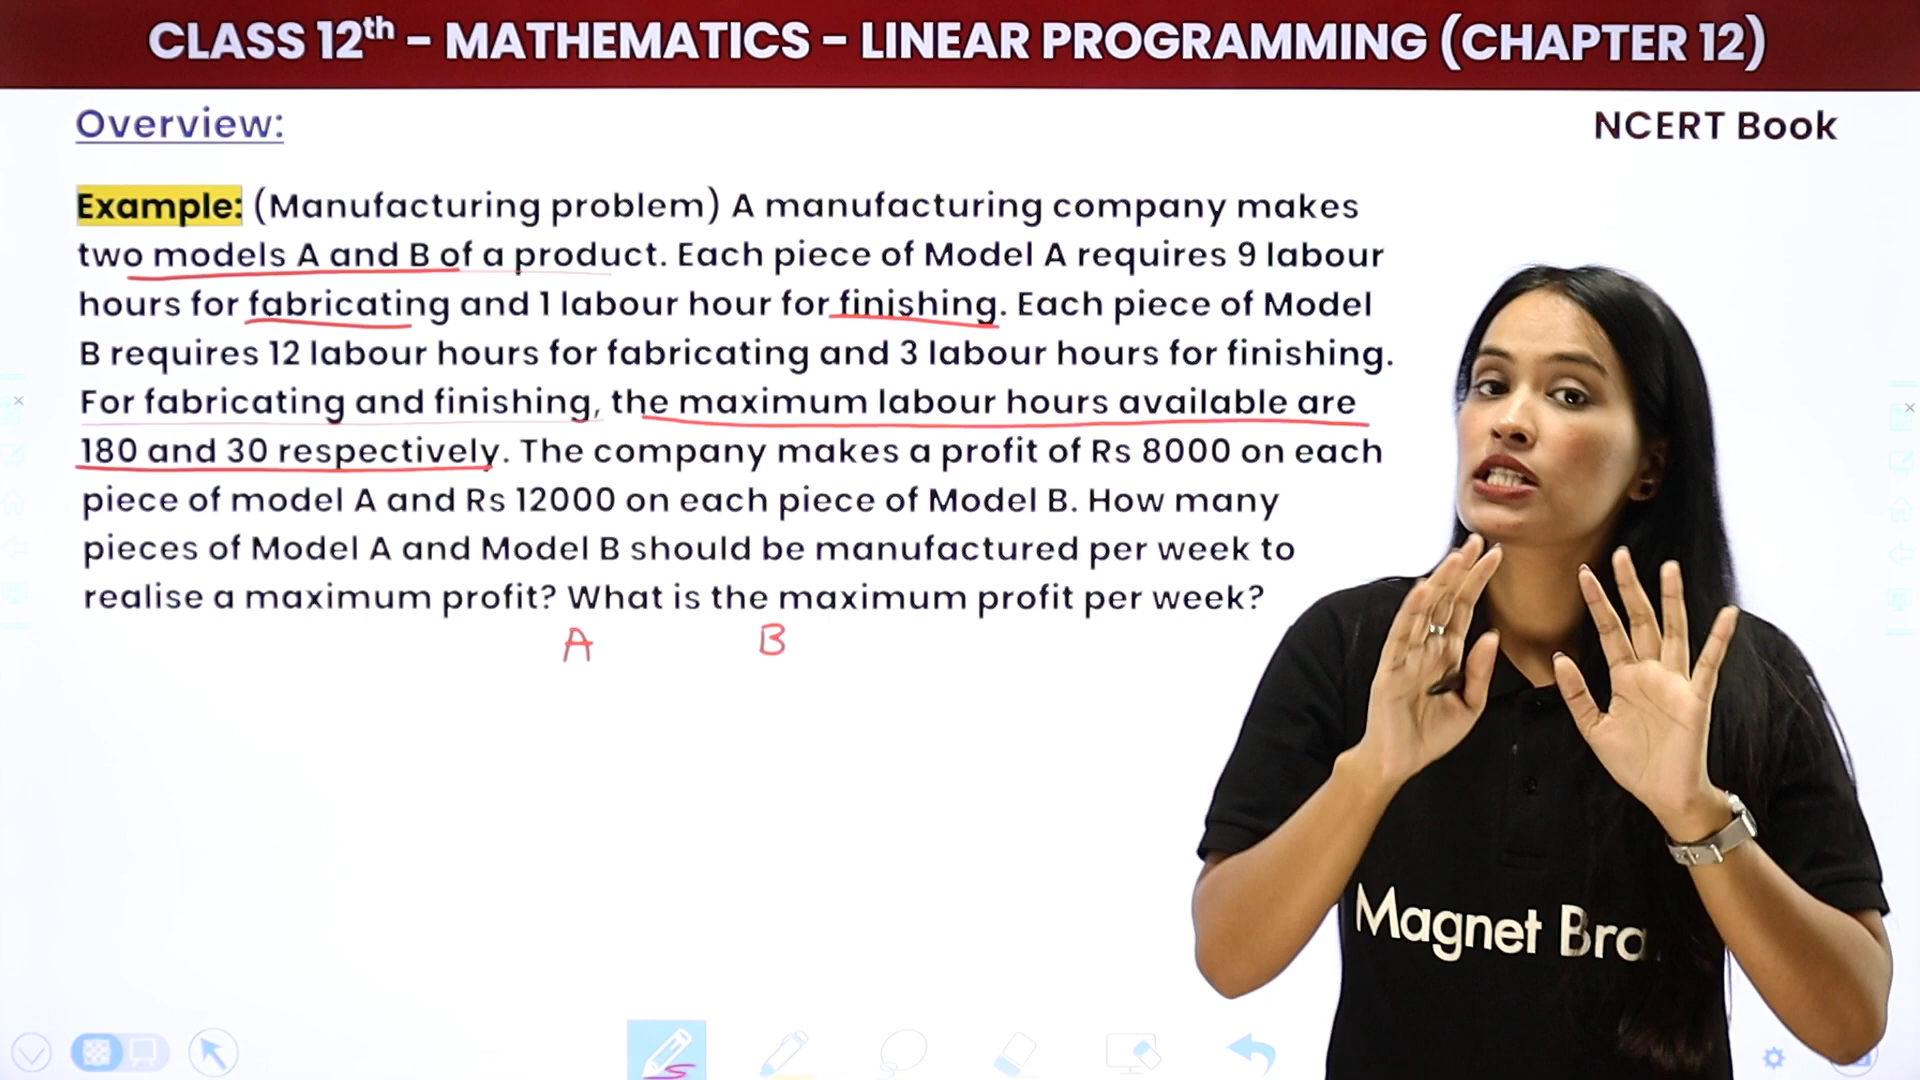 CLASS 12th - MATHEMATICS - LINEAR PROGRAMMING (CHAPTER 12)
Overview:
NCERT Book
Example: (Manufacturing problem) A manufacturing company makes
two models A and B of a product. Each piece of Model A requires 9 labour
hours for fabricating and 1 labour hour for finishing. Each piece of Model
B requires 12 labour hours for fabricating and 3 labour hours for finishing.
For fabricating and finishing, the maximum labour hours available are
180 and 30 respectively. The company makes a profit of Rs 8000 on each
piece of model A and Rs 12000 on each piece of Model B. How many
pieces of Model A and Model B should be manufactured per week to
realise a maximum profit? What is the maximum profit per week?
A B
Magnet Bra